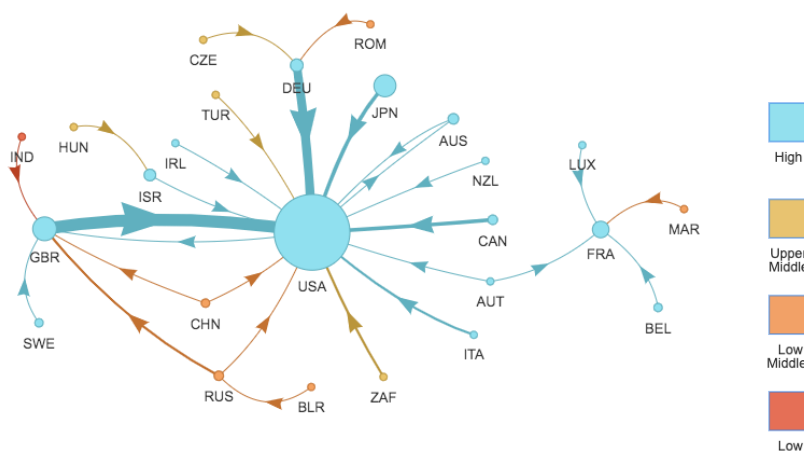 ROM
CZE
DEU
JPN
TUR
AUS
HUN
IRL
IND
LUX
NZL
ISR
High
MAR
CAN
GBR
FRA
USA
AUT
CHN
BEL
SWE
ITA
RUS
BLR
ZAF
Upper
Middle
Low
Middle
Low